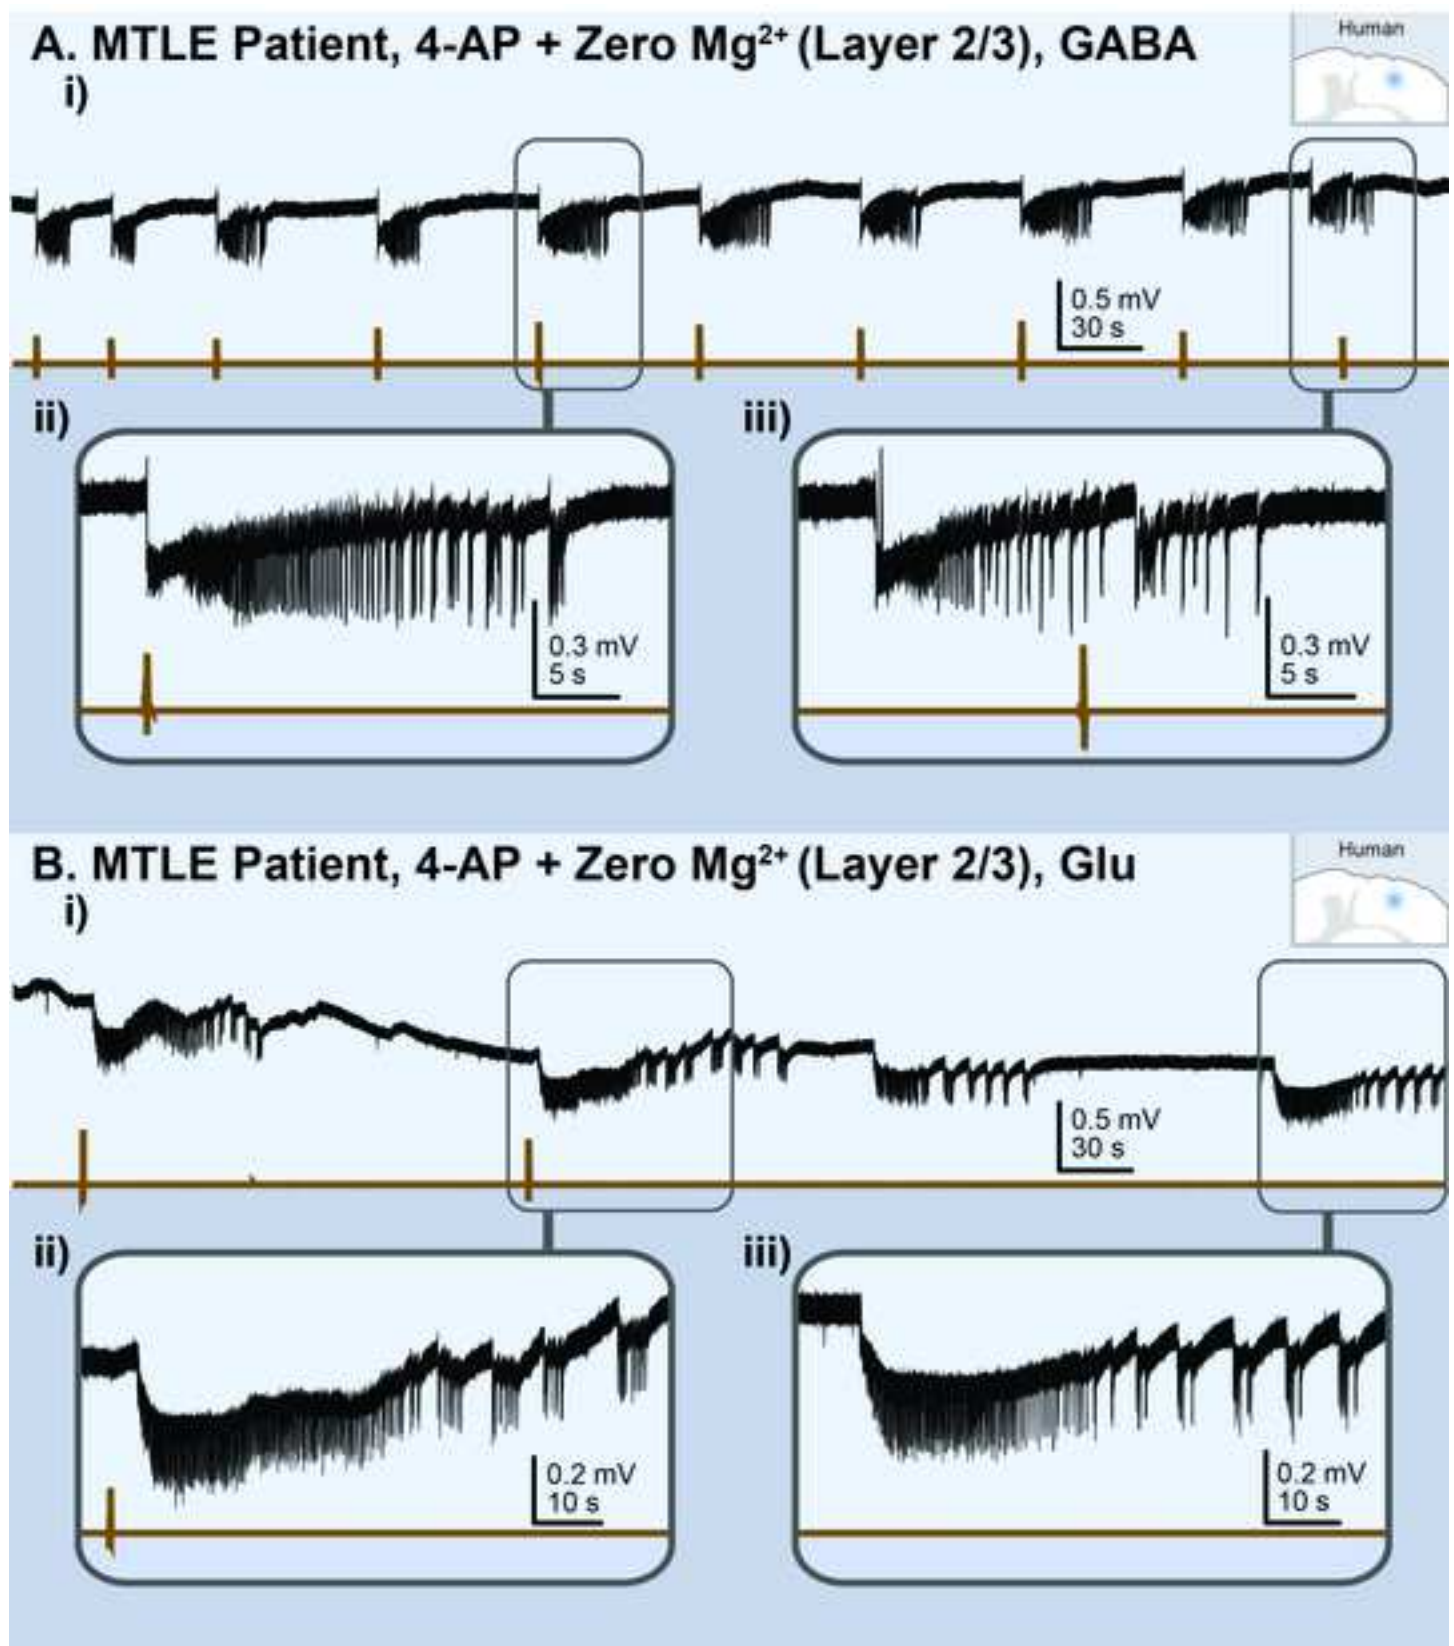 A. MTLE Patient, 4-AP + Zero Mg²⁺ (Layer 2/3), GABA
Human
i)
0.5 mV
30 s
ii)
iii)
0.3 mV
5 s
0.3 mV
5 s
B. MTLE Patient, 4-AP + Zero Mg²⁺ (Layer 2/3), Glu
Human
i)
0.5 mV
30 s
ii)
iii)
0.2 mV
10 s
0.2 mV
10 s